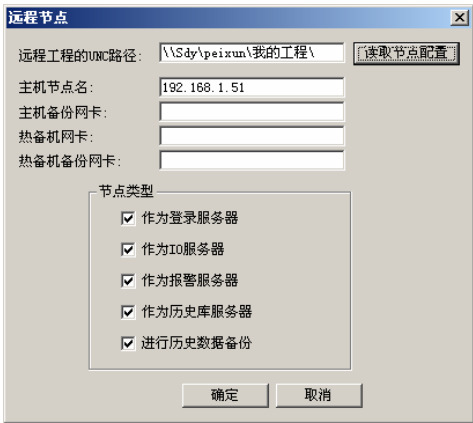 远程节点
远程工程的UNC路径: \\Sdy\peixun\我的工程\ 读取节点配置
主机节点名: 192.168.1.51
主机备份网卡:
热备机网卡:
热备机备份网卡:
节点类型
作为登录服务器
作为IO服务器
作为报警服务器
作为历史库服务器
进行历史数据备份
确定 取消